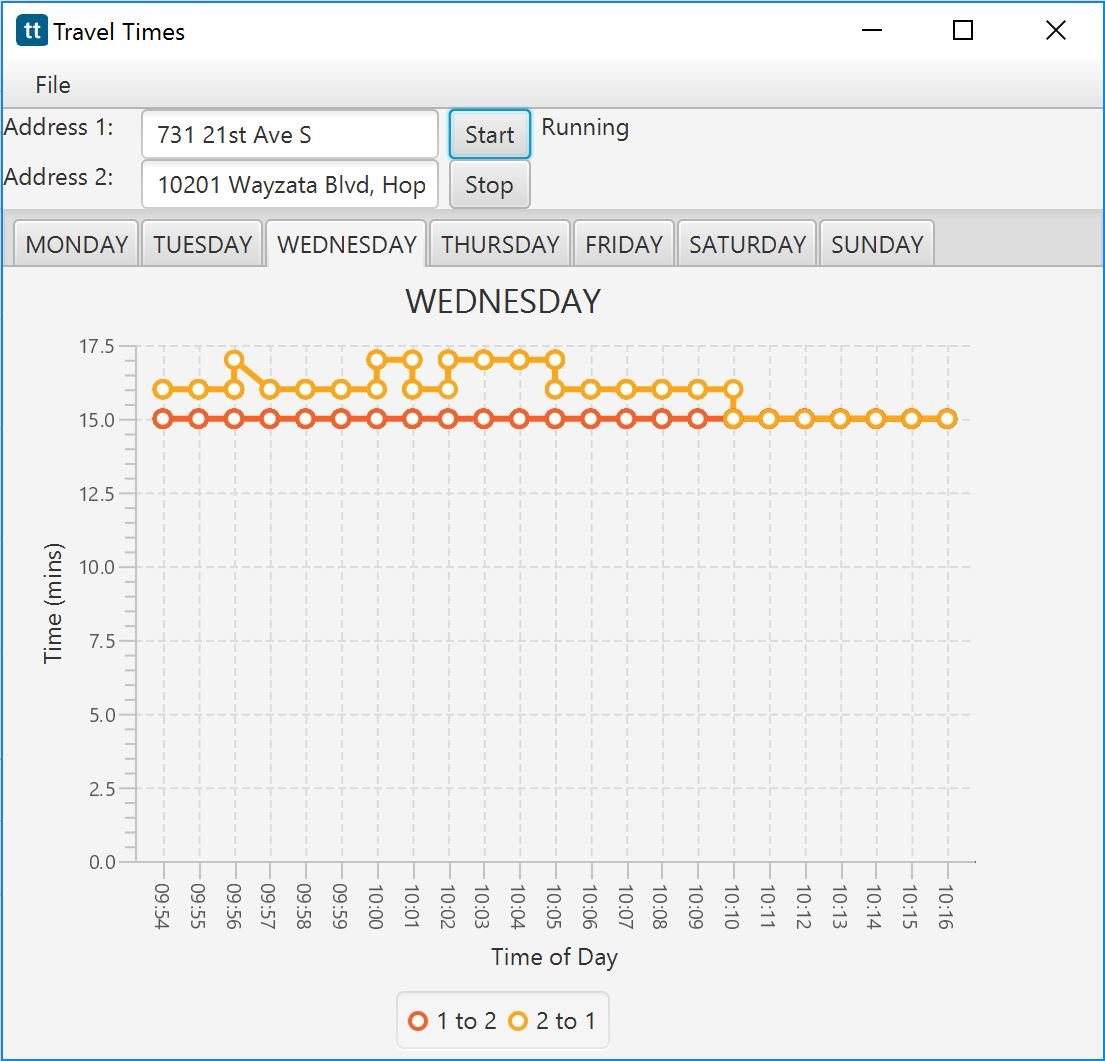 tt Travel Times
File
Address 1: 731 21st Ave S Start Running
Address 2: 10201 Wayzata Blvd, Hop Stop
MONDAY TUESDAY WEDNESDAY THURSDAY FRIDAY SATURDAY SUNDAY
WEDNESDAY
17.5
15.0
12.5
10.0
7.5
5.0
2.5
0.0
Time (mins)
09:54 09:55 09:56 09:57 09:58 09:59 10:00 10:01 10:02 10:03 10:04 10:05 10:06 10:07 10:08 10:09 10:10 10:11 10:12 10:13 10:14 10:15 10:16
Time of Day
1 to 2 2 to 1